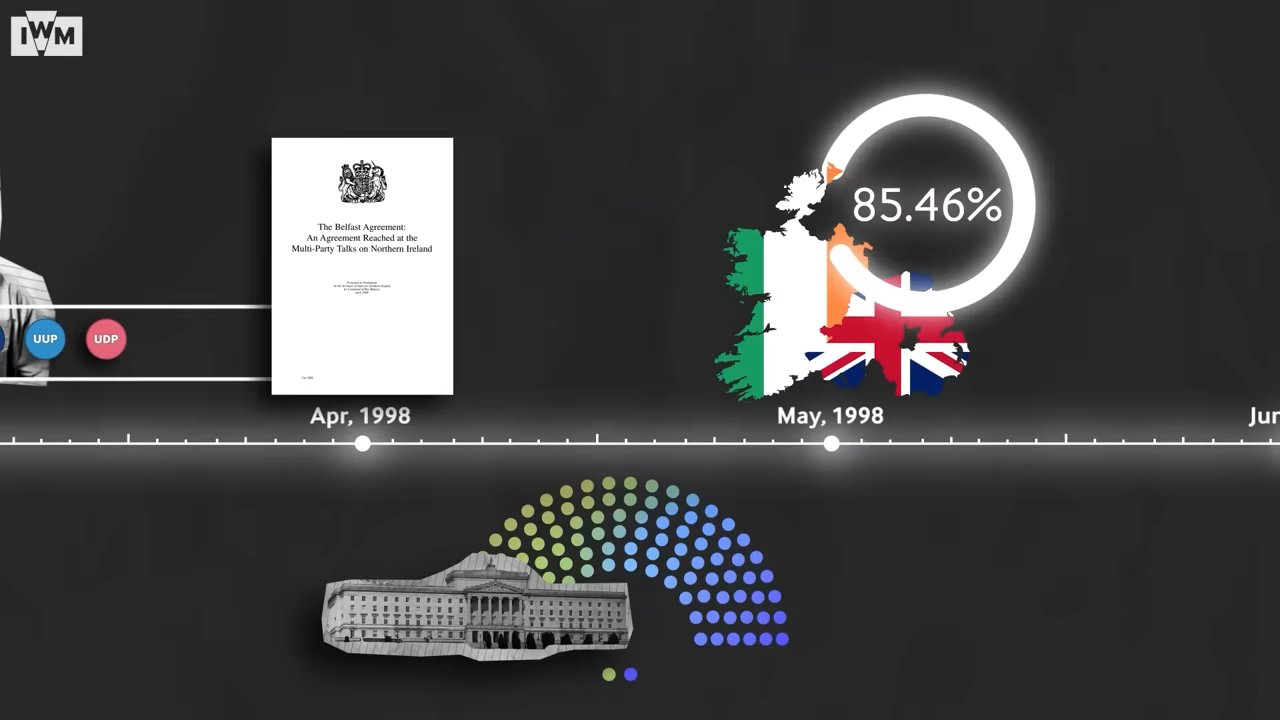 IWM
The Belfast Agreement:
An Agreement Reached at the
Multi-Party Talks on Northern Ireland
85.46%
UUP
UDP
Apr, 1998
May, 1998
Jun